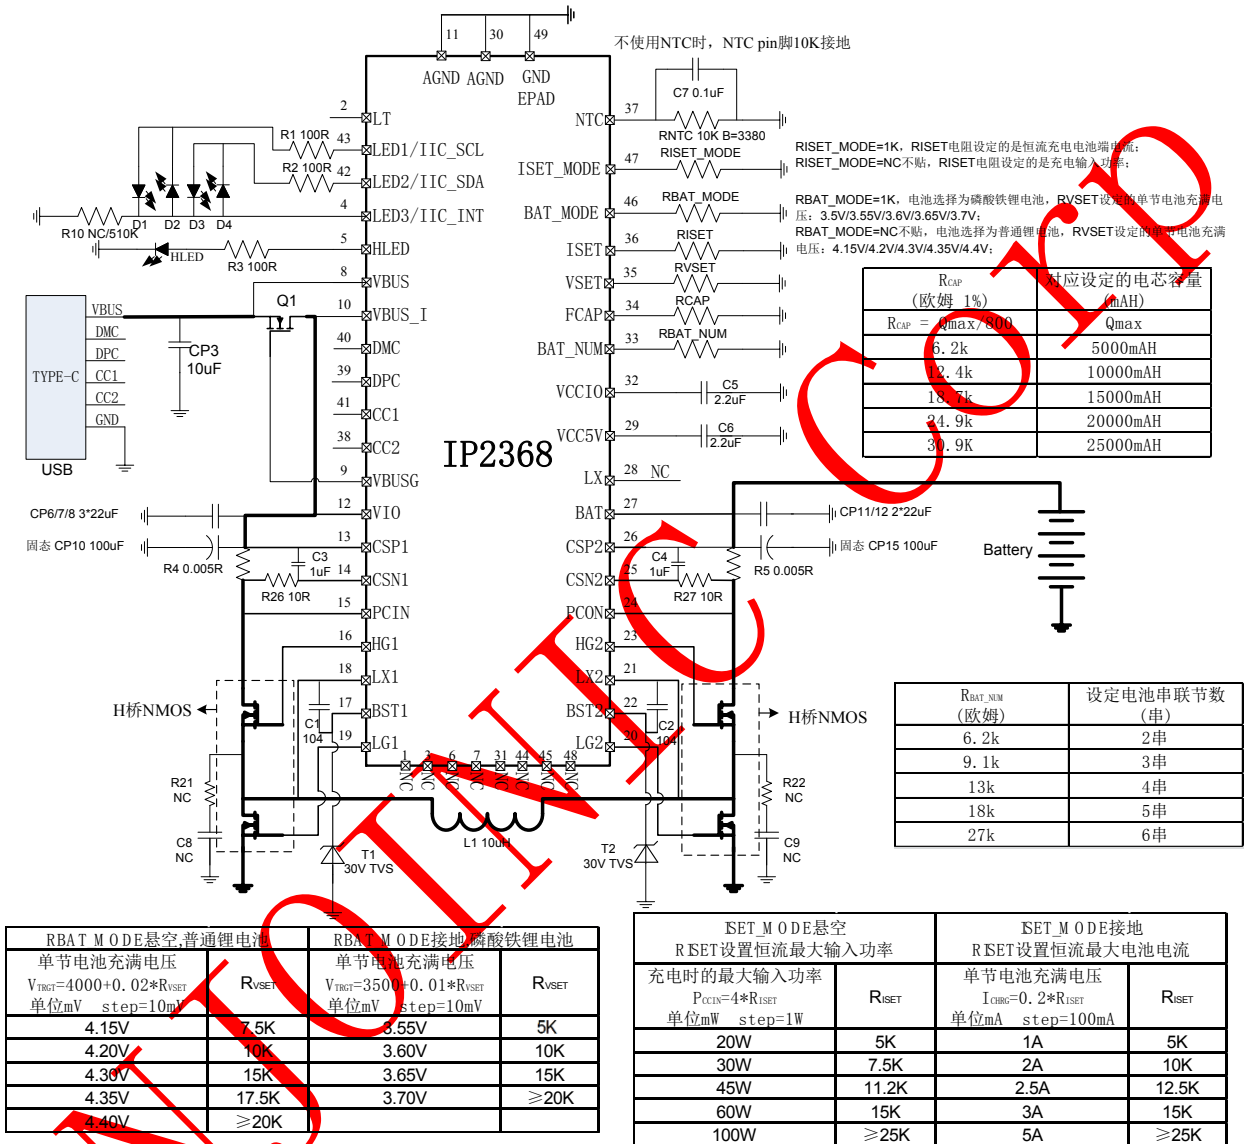 11
30
49
AGND AGND GND
EPAD
不使用NTC时，NTC pin脚10K接地
C7 0.1uF
37
NTC
RNTC 10K B=3380
2
LT
R1 100R
43
LED1/IIC_SCL
R2 100R
42
LED2/IIC_SDA
4
LED3/IIC_INT
D1 D2 D3 D4
R10 NC/510K
5
HLED
HLED
R3 100R
8
VBUS
Q1
10
VBUS_I
40
DMC
39
DPC
41
CC1
38
CC2
9
VBUSG
12
VIO
13
CSP1
14
CSN1
15
PCIN
16
HG1
18
LX1
17
BST1
19
LG1
IP2368
TYPE-C
VBUS
DMC
DPC
CC1
CC2
GND
USB
CP3
10uF
CP6/7/8 3*22uF
固态 CP10 100uF
R4 0.005R
C3
1uF
R26 10R
RISET_MODE
47
ISET_MODE
RBAT_MODE
46
BAT_MODE
RISET
36
ISET
RVSET
35
VSET
RCAP
34
FCAP
RBAT_NUM
33
BAT_NUM
32
VCCIO
C5
2.2uF
29
VCC5V
C6
2.2uF
28
LX
NC
27
BAT
26
CSP2
25
CSN2
24
PCON
23
HG2
21
LX2
22
BST2
20
LG2
CP11/12 2*22uF
固态 CP15 100uF
C4
1uF
R27 10R
R5 0.005R
Battery
RISET_MODE=1K，RISET电阻设定的是恒流充电电池端电流；
RISET_MODE=NC不贴，RISET电阻设定的是充电输入功率；
RBAT_MODE=1K，电池选择为磷酸铁锂电池，RVSET设定的单节电池充满电
压：3.5V/3.55V/3.6V/3.65V/3.7V；
RBAT_MODE=NC不贴，电池选择为普通锂电池，RVSET设定的单节电池充满
电压：4.15V/4.2V/4.3V/4.35V/4.4V；
RCAP
(欧姆 1%)
对应设定的电芯容量
(mAH)
RCAP = Qmax/800 Qmax
6.2k 5000mAH
12.4k 10000mAH
18.7k 15000mAH
24.9k 20000mAH
30.9K 25000mAH
RBAT_NUM
(欧姆)
设定电池串联节数
(串)
6.2k 2串
9.1k 3串
13k 4串
18k 5串
27k 6串
H桥NMOS
H桥NMOS
C1
104
C2
104
1 3 6 7 31 44 45 48
NC NC NC NC NC NC NC NC
R21
NC
C8
NC
R22
NC
C9
NC
L1 10uH
T1
30V TVS
T2
30V TVS
RBAT_MODE悬空,普通锂电池 RBAT_MODE接地,磷酸铁锂电池
单节电池充满电压
VTRGT=4000+0.02*RVSET
单位mV step=10mV
RVSET
单节电池充满电压
VTRGT=3500+0.01*RVSET
单位mV step=10mV
RVSET
4.15V 7.5K 3.55V 5K
4.20V 10K 3.60V 10K
4.30V 15K 3.65V 15K
4.35V 17.5K 3.70V ≥20K
4.40V ≥20K
ISET_MODE悬空
RISET设置恒流最大输入功率
ISET_MODE接地
RISET设置恒流最大电池电流
充电时的最大输入功率
PCCIN=4*RISET
单位mW step=1W
RISET
单节电池充满电压
ICHRG=0.2*RISET
单位mA step=100mA
RISET
20W 5K 1A 5K
30W 7.5K 2A 10K
45W 11.2K 2.5A 12.5K
60W 15K 3A 15K
100W ≥25K 5A ≥25K
INJOINIC Corp